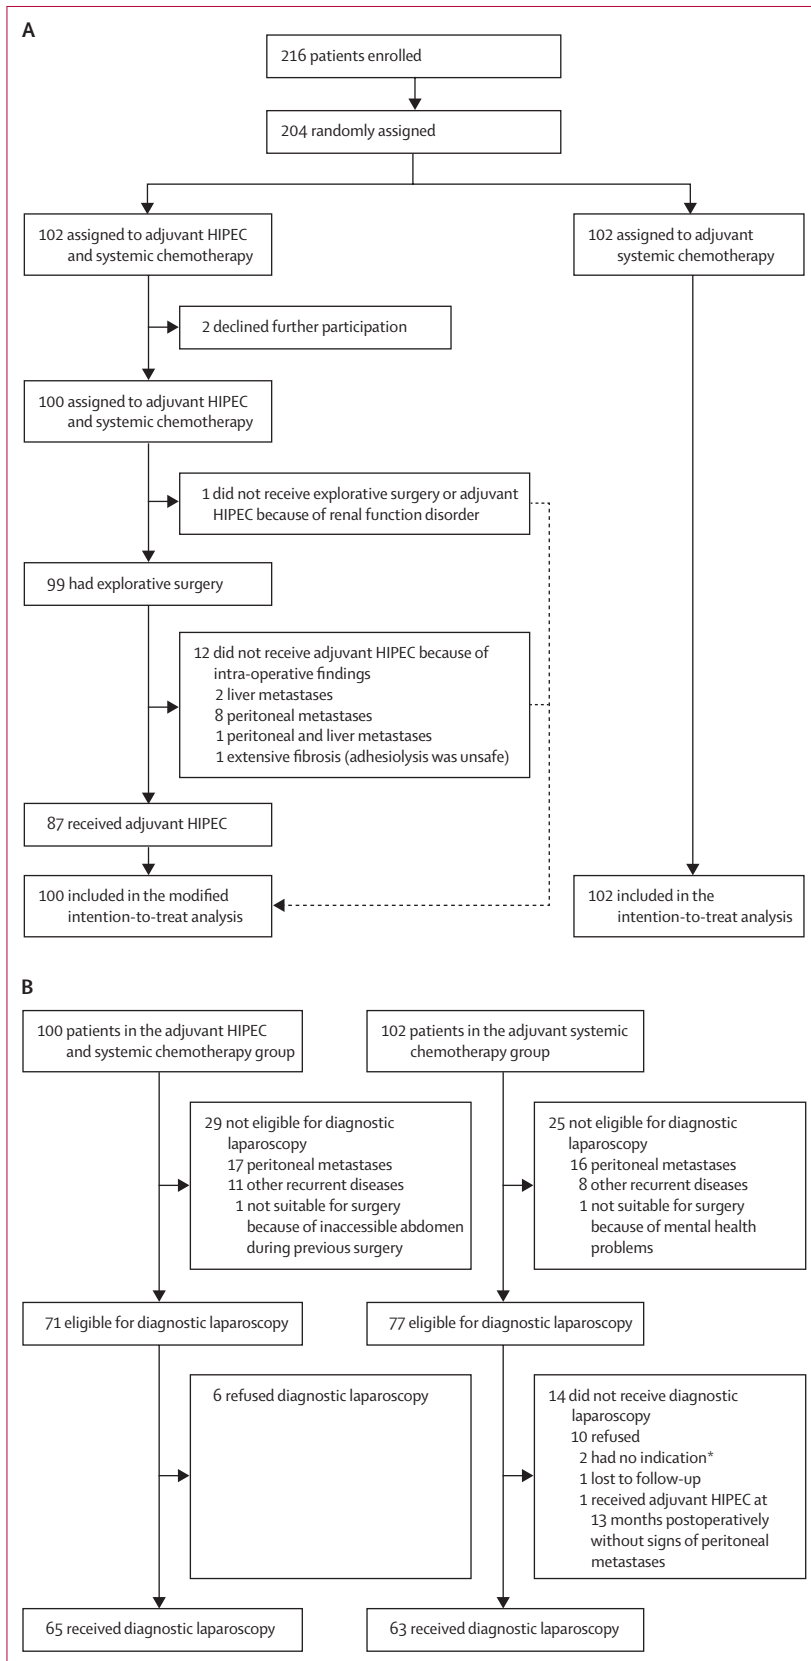 A
216 patients enrolled
204 randomly assigned
102 assigned to adjuvant HIPEC
and systemic chemotherapy
102 assigned to adjuvant
systemic chemotherapy
2 declined further participation
100 assigned to adjuvant HIPEC
and systemic chemotherapy
1 did not receive explorative surgery or adjuvant
HIPEC because of renal function disorder
99 had explorative surgery
12 did not receive adjuvant HIPEC because of
intra-operative findings
2 liver metastases
8 peritoneal metastases
1 peritoneal and liver metastases
1 extensive fibrosis (adhesiolysis was unsafe)
87 received adjuvant HIPEC
100 included in the modified
intention-to-treat analysis
102 included in the
intention-to-treat analysis
B
100 patients in the adjuvant HIPEC
and systemic chemotherapy group
102 patients in the adjuvant systemic
chemotherapy group
29 not eligible for diagnostic
laparoscopy
17 peritoneal metastases
11 other recurrent diseases
1 not suitable for surgery
because of inaccessible abdomen
during previous surgery
25 not eligible for diagnostic
laparoscopy
16 peritoneal metastases
8 other recurrent diseases
1 not suitable for surgery
because of mental health
problems
71 eligible for diagnostic laparoscopy
77 eligible for diagnostic laparoscopy
6 refused diagnostic laparoscopy
14 did not receive diagnostic
laparoscopy
10 refused
2 had no indication*
1 lost to follow-up
1 received adjuvant HIPEC at
13 months postoperatively
without signs of peritoneal
metastases
65 received diagnostic laparoscopy
63 received diagnostic laparoscopy